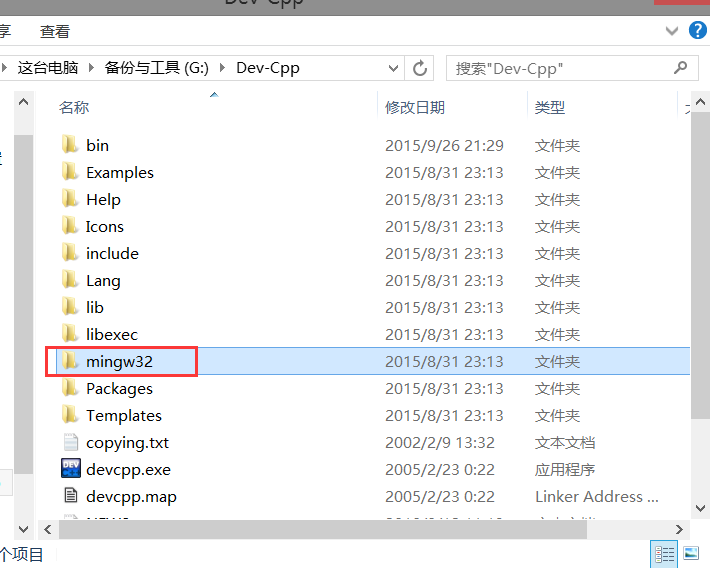 Dev-Cpp
享 查看
这台电脑 备份与工具 (G:) Dev-Cpp 搜索"Dev-Cpp"
名称 修改日期 类型
bin 2015/9/26 21:29 文件夹
Examples 2015/8/31 23:13 文件夹
Help 2015/8/31 23:13 文件夹
Icons 2015/8/31 23:13 文件夹
include 2015/8/31 23:13 文件夹
Lang 2015/8/31 23:13 文件夹
lib 2015/8/31 23:13 文件夹
libexec 2015/8/31 23:13 文件夹
mingw32 2015/8/31 23:13 文件夹
Packages 2015/8/31 23:13 文件夹
Templates 2015/8/31 23:13 文件夹
copying.txt 2002/2/9 13:32 文本文档
DEV devcpp.exe 2005/2/23 0:22 应用程序
devcpp.map 2005/2/23 0:22 Linker Address ...
个项目